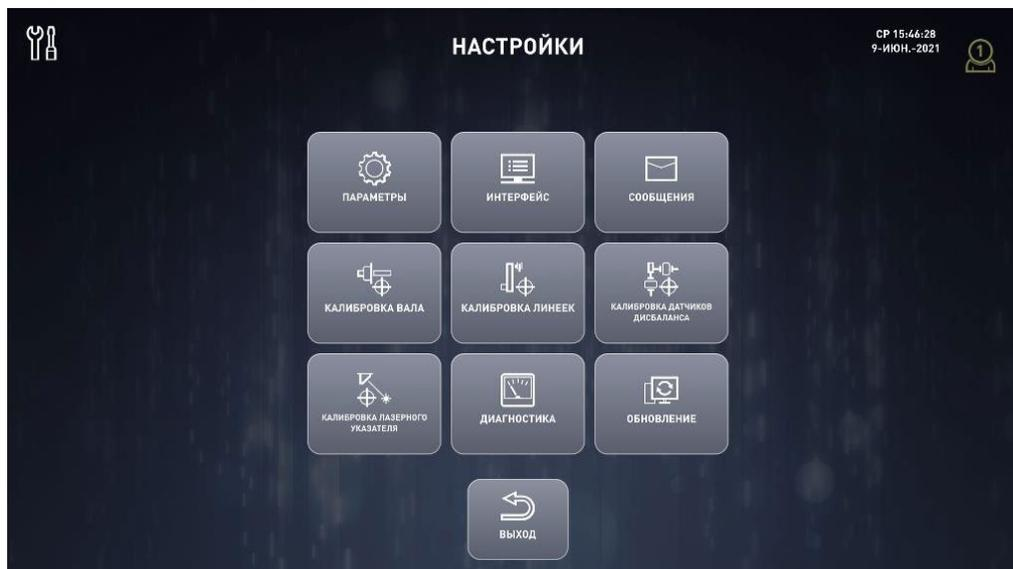 НАСТРОЙКИ
СР 15:46:28
9-ИЮН.-2021
1
ПАРАМЕТРЫ
ИНТЕРФЕЙС
СООБЩЕНИЯ
КАЛИБРОВКА ВАЛА
КАЛИБРОВКА ЛИНЕЕК
КАЛИБРОВКА ДАТЧИКОВ
ДИСБАЛАНСА
КАЛИБРОВКА ЛАЗЕРНОГО
УКАЗАТЕЛЯ
ДИАГНОСТИКА
ОБНОВЛЕНИЕ
ВЫХОД